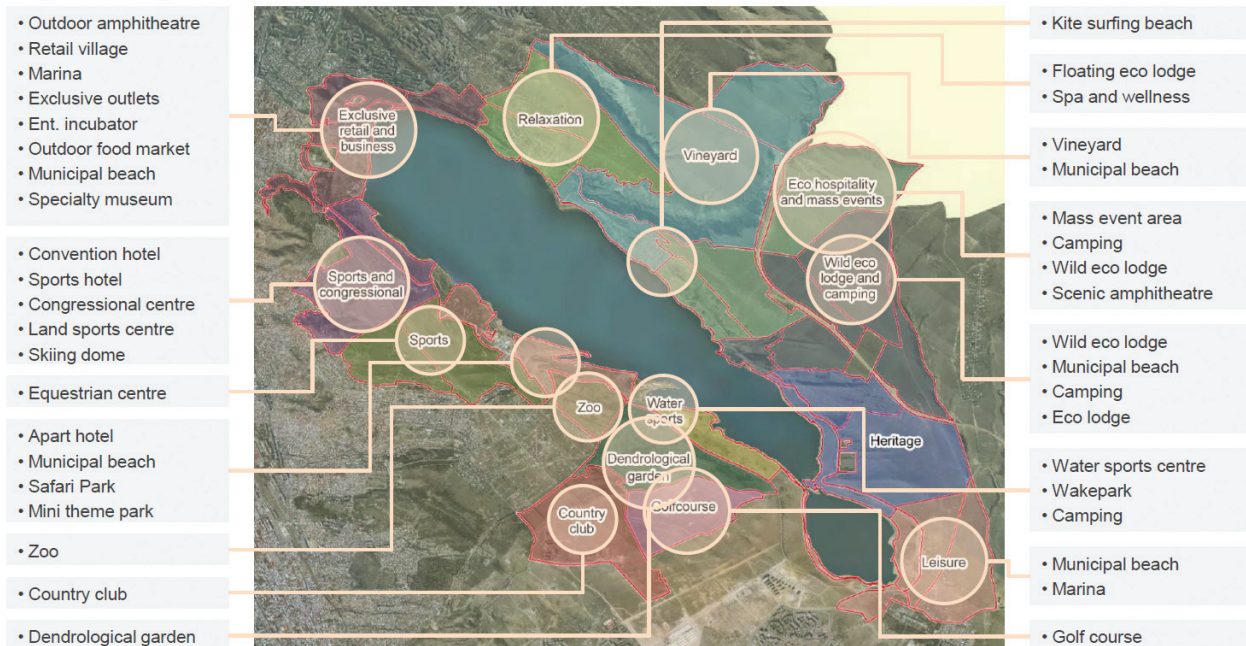 • Outdoor amphitheatre
• Retail village
• Marina
• Exclusive outlets
• Ent. incubator
• Outdoor food market
• Municipal beach
• Specialty museum
• Convention hotel
• Sports hotel
• Congressional centre
• Land sports centre
• Skiing dome
• Equestrian centre
• Apart hotel
• Municipal beach
• Safari Park
• Mini theme park
• Zoo
• Country club
• Dendrological garden
Exclusive
retail and
business
Relaxation
Vineyard
Eco hospitality
and mass events
Wild eco
lodge and
camping
Sports and
congressional
Sports
Zoo
Water
sports
Dendrological
garden
Heritage
Country
club
Golfcourse
Leisure
• Kite surfing beach
• Floating eco lodge
• Spa and wellness
• Vineyard
• Municipal beach
• Mass event area
• Camping
• Wild eco lodge
• Scenic amphitheatre
• Wild eco lodge
• Municipal beach
• Camping
• Eco lodge
• Water sports centre
• Wakepark
• Camping
• Municipal beach
• Marina
• Golf course